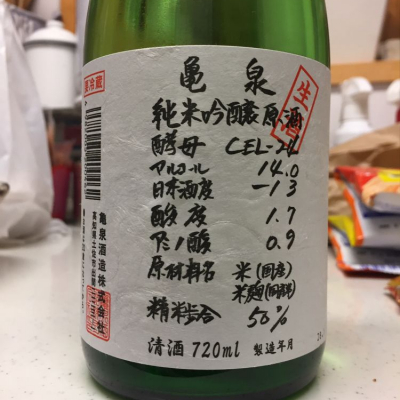 亀 泉
純米吟醸原酒
生酒
酵母 CEL-24
アルコール 14.0
日本酒度 -13
酸度 1.7
アミノ酸 0.9
原材料名 米(国産)
米麹(国産米)
精米歩合 50%
清酒 720ml 製造年月
要冷蔵
亀泉酒造株式会社